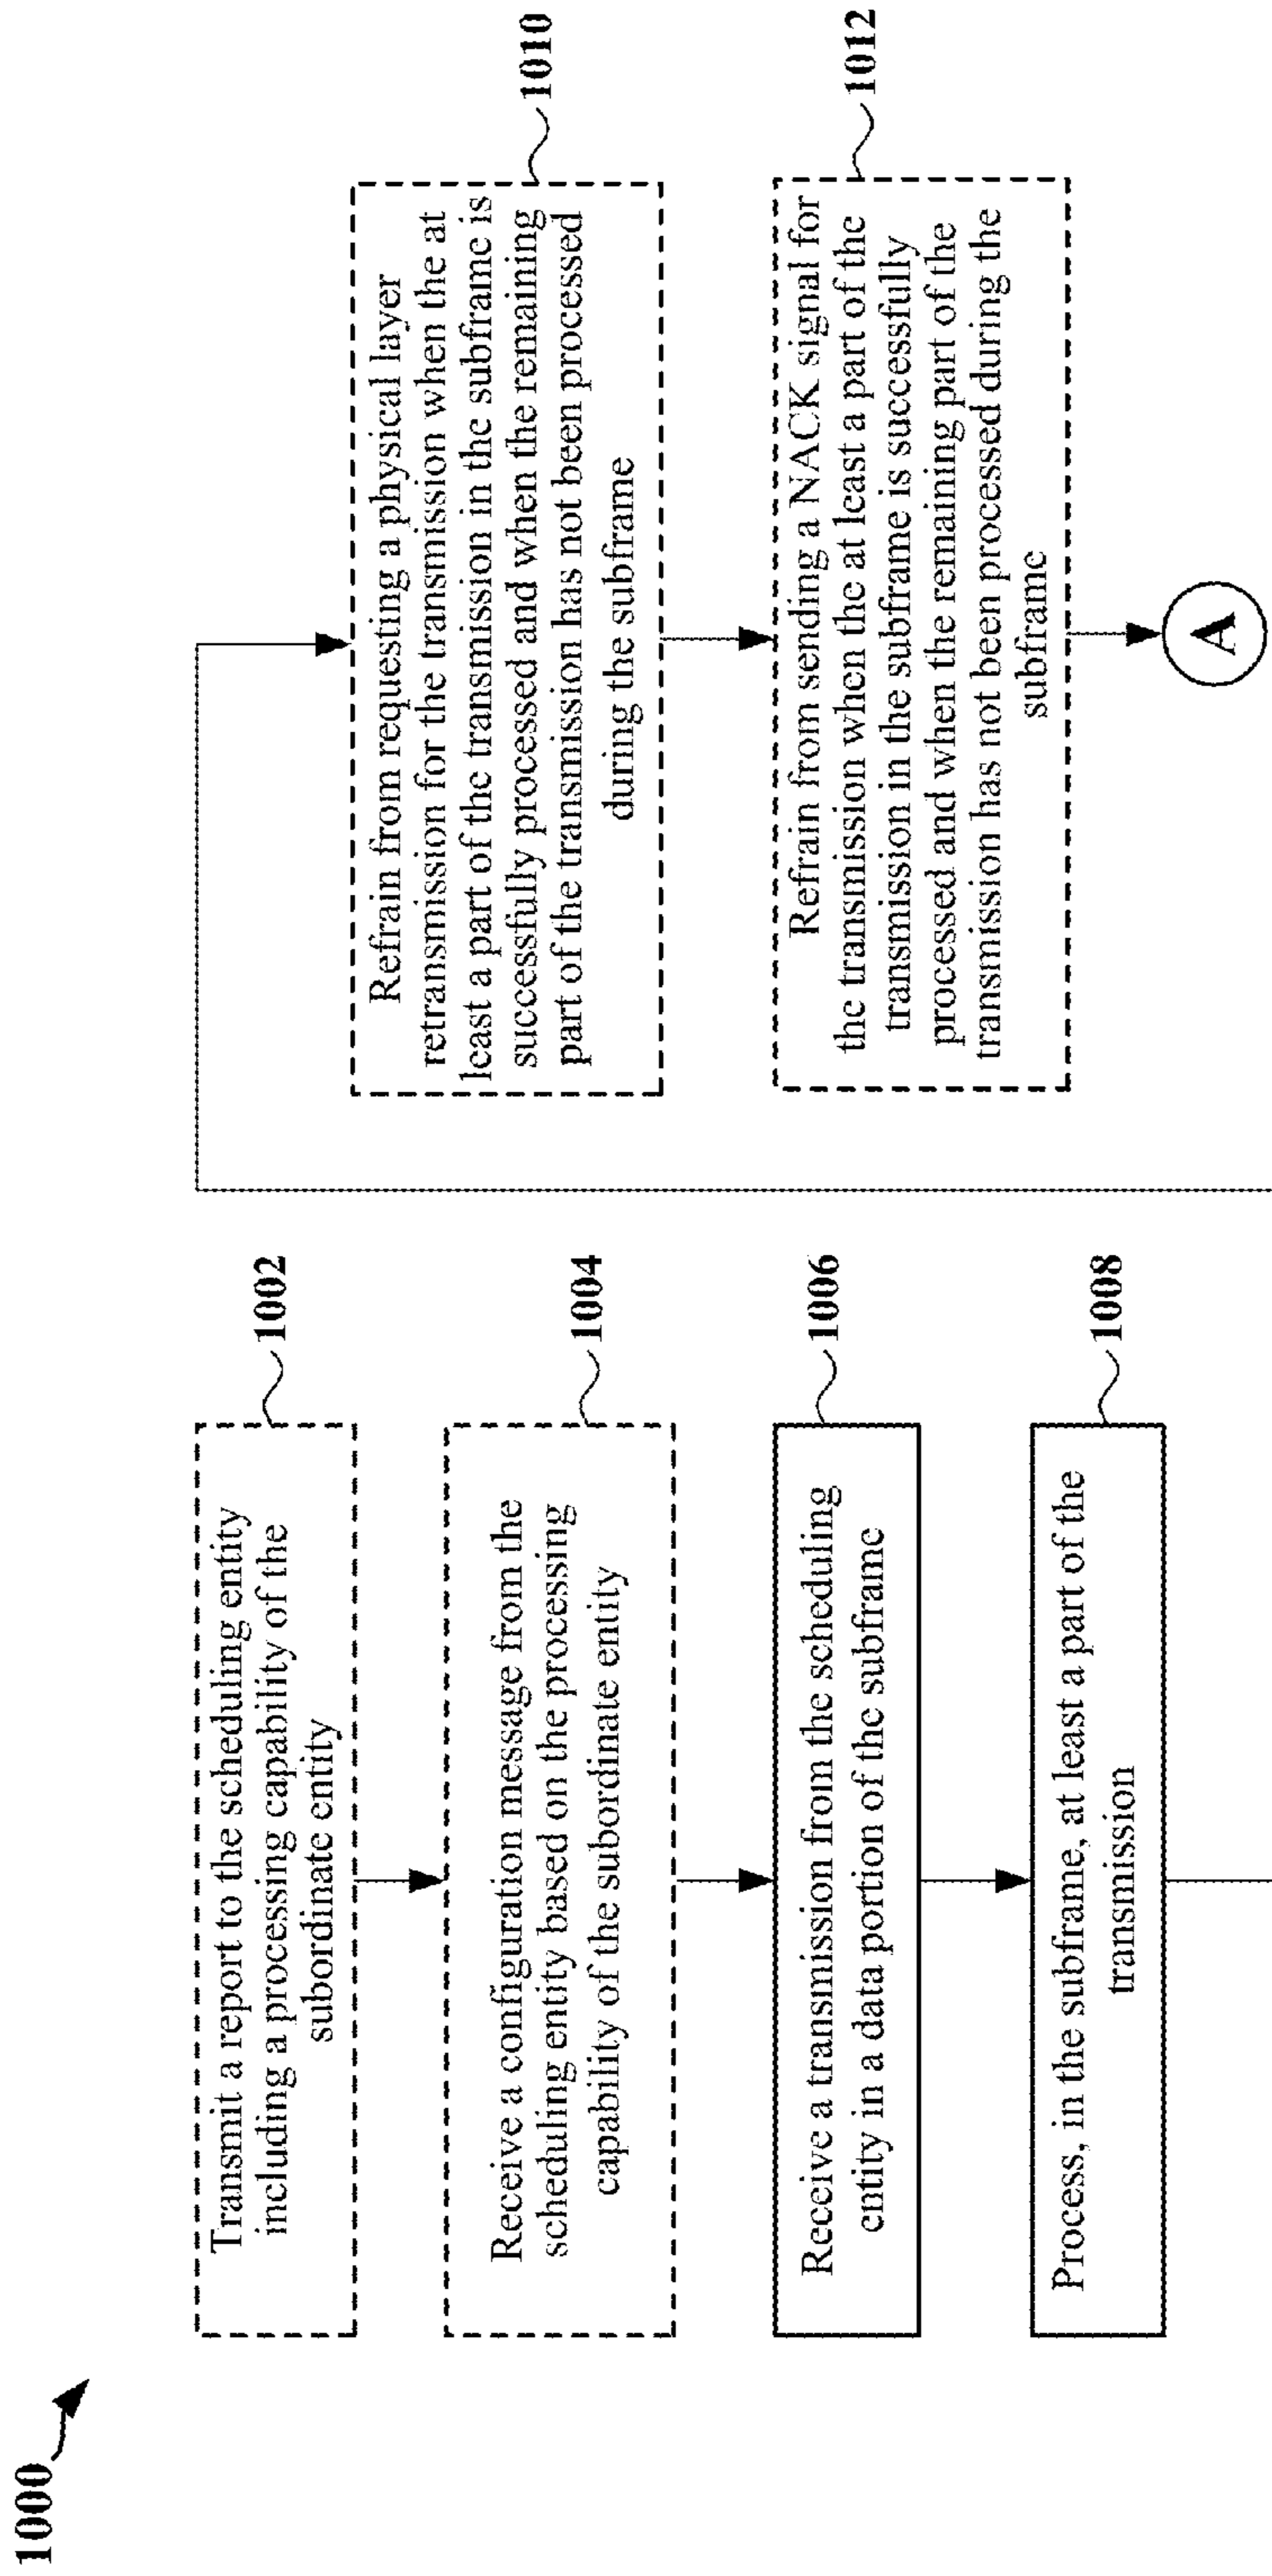 1000
Transmit a report to the scheduling entity
including a processing capability of the
subordinate entity
1002
Receive a configuration message from the
scheduling entity based on the processing
capability of the subordinate entity
1004
Receive a transmission from the scheduling
entity in a data portion of the subframe
1006
Process, in the subframe, at least a part of the
transmission
1008
Refrain from requesting a physical layer
retransmission for the transmission when the at
least a part of the transmission in the subframe is
successfully processed and when the remaining
part of the transmission has not been processed
during the subframe
1010
Refrain from sending a NACK signal for
the transmission when the at least a part of the
transmission in the subframe is successfully
processed and when the remaining part of the
transmission has not been processed during the
subframe
1012
A